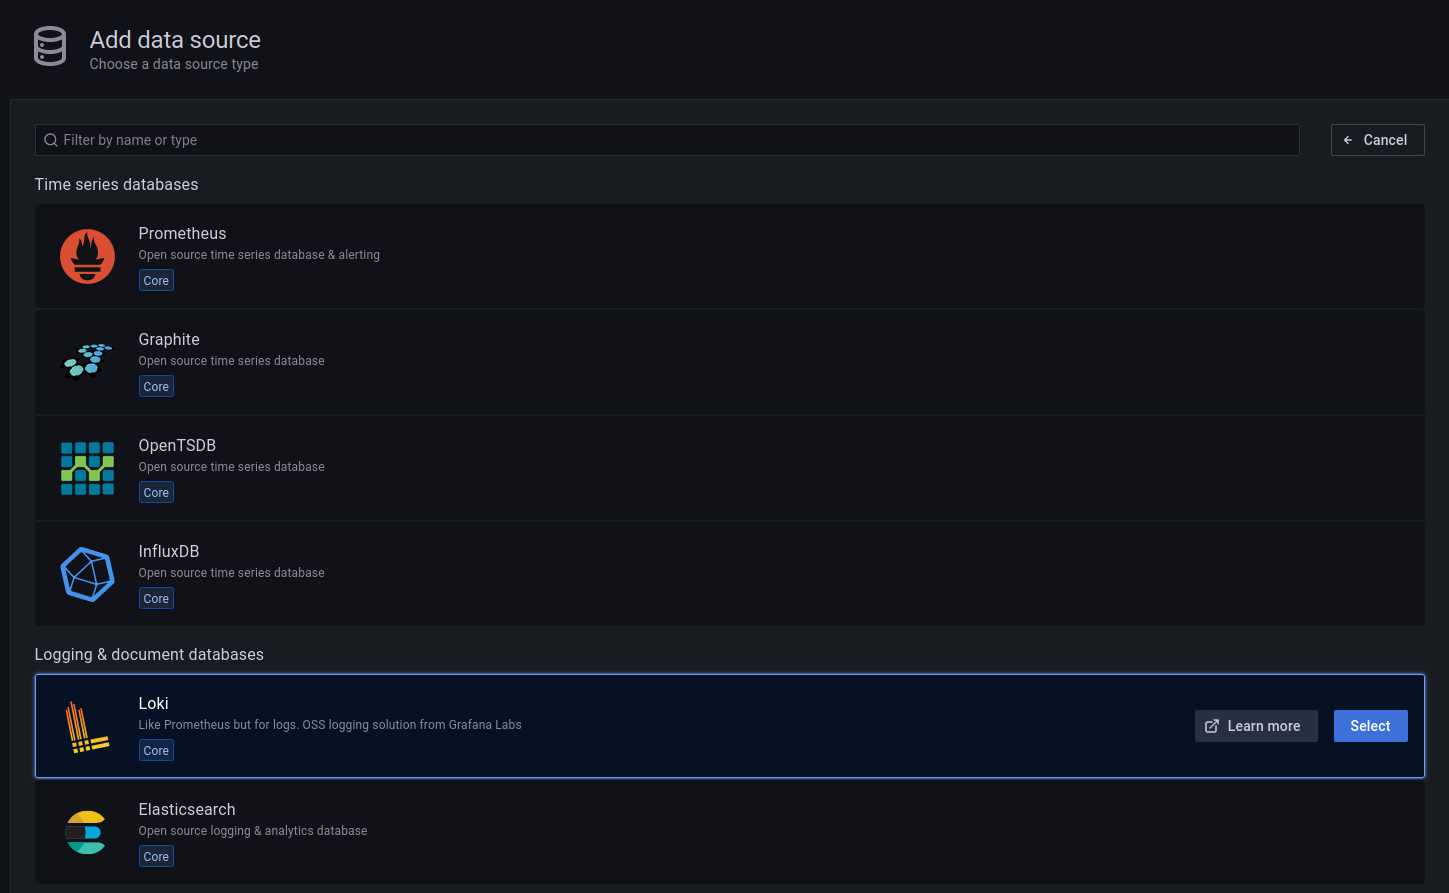 Add data source
Choose a data source type
Filter by name or type
Cancel
Time series databases
Prometheus
Open source time series database & alerting
Core
Graphite
Open source time series database
Core
OpenTSDB
Open source time series database
Core
InfluxDB
Open source time series database
Core
Logging & document databases
Loki
Like Prometheus but for logs. OSS logging solution from Grafana Labs
Core
Learn more
Select
Elasticsearch
Open source logging & analytics database
Core